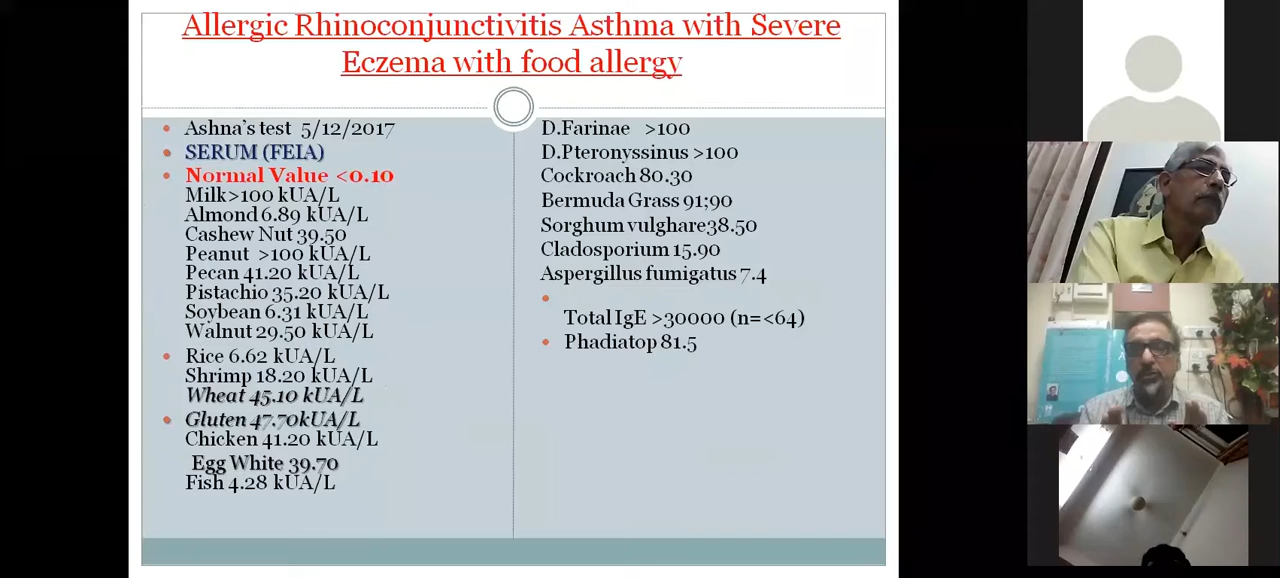 Allergic Rhinoconjunctivitis Asthma with Severe
Eczema with food allergy
Ashna's test 5/12/2017
SERUM (FEIA)
Normal Value <0.10
Milk>100 kUA/L
Almond 6.89 kUA/L
Cashew Nut 39.50
Peanut >100 kUA/L
Pecan 41.20 kUA/L
Pistachio 35.20 kUA/L
Soybean 6.31 kUA/L
Walnut 29.50 kUA/L
Rice 6.62 kUA/L
Shrimp 18.20 kUA/L
Wheat 45.10 kUA/L
Gluten 47.70kUA/L
Chicken 41.20 kUA/L
Egg White 39.70
Fish 4.28 kUA/L
D.Farinae >100
D.Pteronyssinus >100
Cockroach 80.30
Bermuda Grass 91;90
Sorghum vulghare38.50
Cladosporium 15.90
Aspergillus fumigatus 7.4
Total IgE >30000 (n=<64)
Phadiatop 81.5